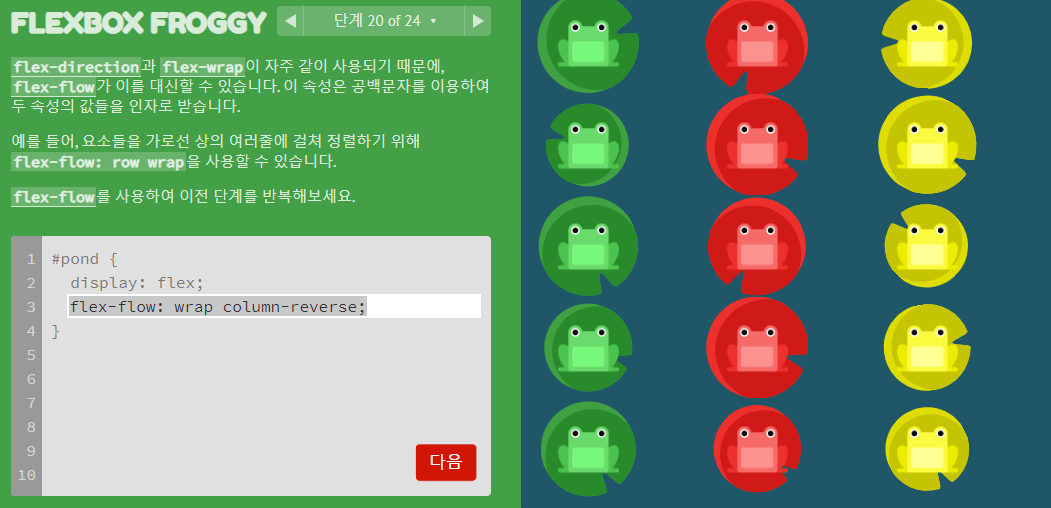 FLEXBOX FROGGY
◀ 단계 20 of 24 ▾ ▶
flex-direction과 flex-wrap이 자주 같이 사용되기 때문에,
flex-flow가 이를 대신할 수 있습니다. 이 속성은 공백문자를 이용하여
두 속성의 값들을 인자로 받습니다.
예를 들어, 요소들을 가로선 상의 여러줄에 걸쳐 정렬하기 위해
flex-flow: row wrap을 사용할 수 있습니다.
flex-flow를 사용하여 이전 단계를 반복해보세요.
1 #pond {
2 display: flex;
3 flex-flow: wrap column-reverse;
4 }
5
6
7
8
9
10
다음